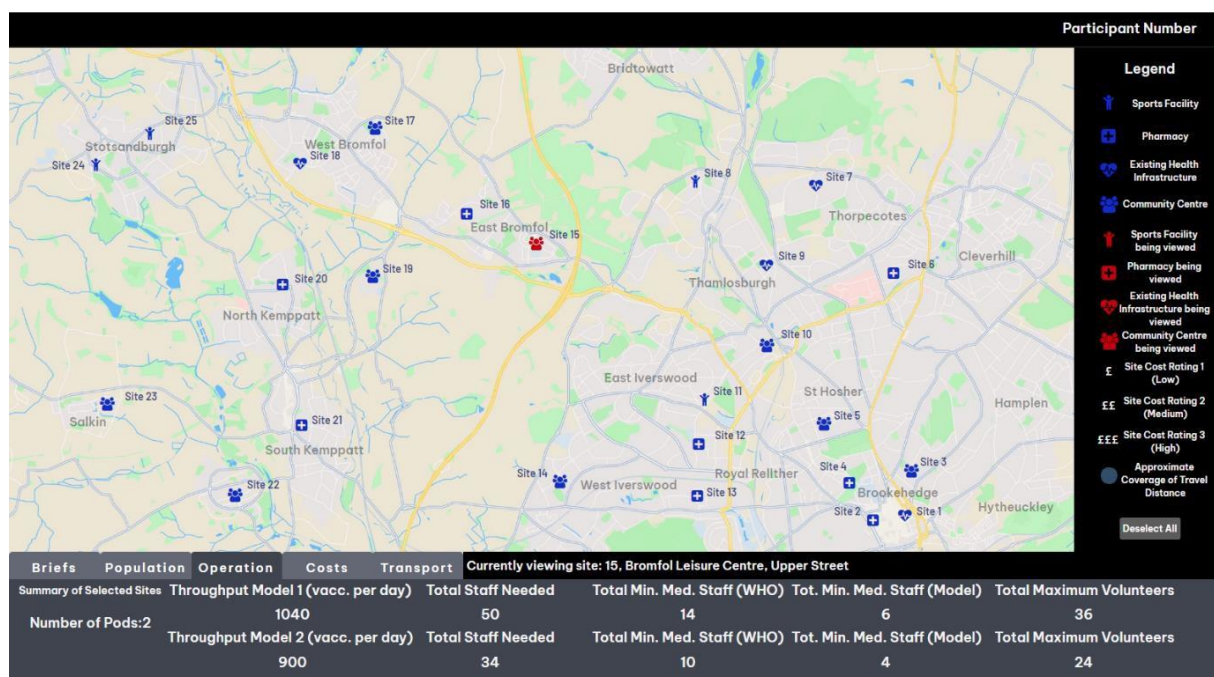 Participant Number
Bridtowatt
Site 25
Site 17
Stotsandburgh
West Bromfol
Site 24
Site 18
Site 8
Site 7
Site 16
Thorpecotes
East Bromfol
Site 15
Site 9
Site 6
Cleverhill
Site 20
Site 19
Thamlosburgh
North Kemppatt
Site 10
East Iverswood
Site 11
St Hosher
Site 23
Hamplen
Salkin
Site 21
Site 5
Site 12
South Kemppatt
Site 14
Royal Rellther
Site 4
Site 3
Site 22
West Iverswood
Site 13
Brookehedge
Site 2
Site 1
Hytheuckley
Legend
Sports Facility
Pharmacy
Existing Health
Infrastructure
Community Centre
Sports Facility
being viewed
Pharmacy being
viewed
Existing Health
Infrastructure being
viewed
Community Centre
being viewed
£ Site Cost Rating 1
(Low)
££ Site Cost Rating 2
(Medium)
£££ Site Cost Rating 3
(High)
Approximate
Coverage of Travel
Distance
Deselect All
Briefs Population Operation Costs Transport Currently viewing site: 15, Bromfol Leisure Centre, Upper Street
Summary of Selected Sites Throughput Model 1 (vacc. per day) Total Staff Needed Total Min. Med. Staff (WHO) Tot. Min. Med. Staff (Model) Total Maximum Volunteers
1040 50 14 6 36
Number of Pods:2
Throughput Model 2 (vacc. per day) Total Staff Needed Total Min. Med. Staff (WHO) Tot. Min. Med. Staff (Model) Total Maximum Volunteers
900 34 10 4 24